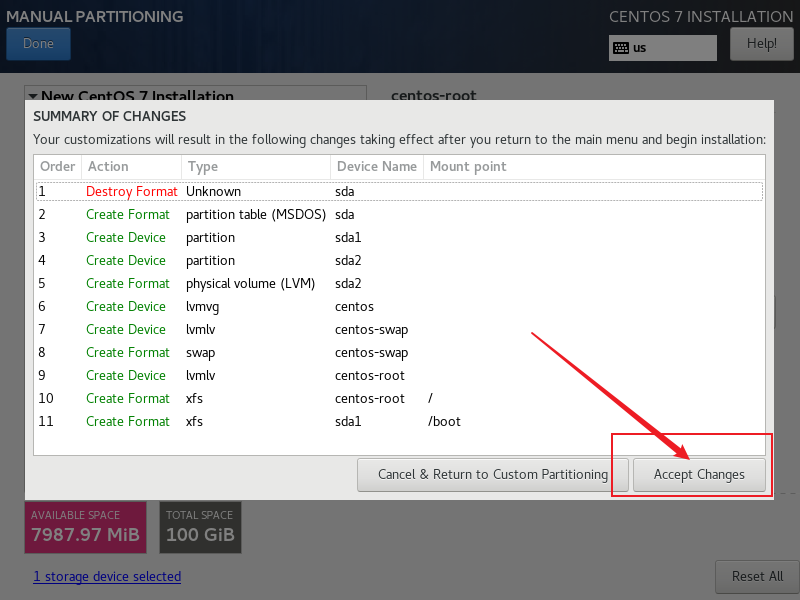 MANUAL PARTITIONING
CENTOS 7 INSTALLATION
Done
us
Help!
New CentOS 7 Installation
centos-root
SUMMARY OF CHANGES
Your customizations will result in the following changes taking effect after you return to the main menu and begin installation:
Order Action Type Device Name Mount point
1 Destroy Format Unknown sda
2 Create Format partition table (MSDOS) sda
3 Create Device partition sda1
4 Create Device partition sda2
5 Create Format physical volume (LVM) sda2
6 Create Device lvmvg centos
7 Create Device lvmlv centos-swap
8 Create Format swap centos-swap
9 Create Device lvmlv centos-root
10 Create Format xfs centos-root /
11 Create Format xfs sda1 /boot
Cancel & Return to Custom Partitioning
Accept Changes
AVAILABLE SPACE
7987.97 MiB
TOTAL SPACE
100 GiB
1 storage device selected
Reset All